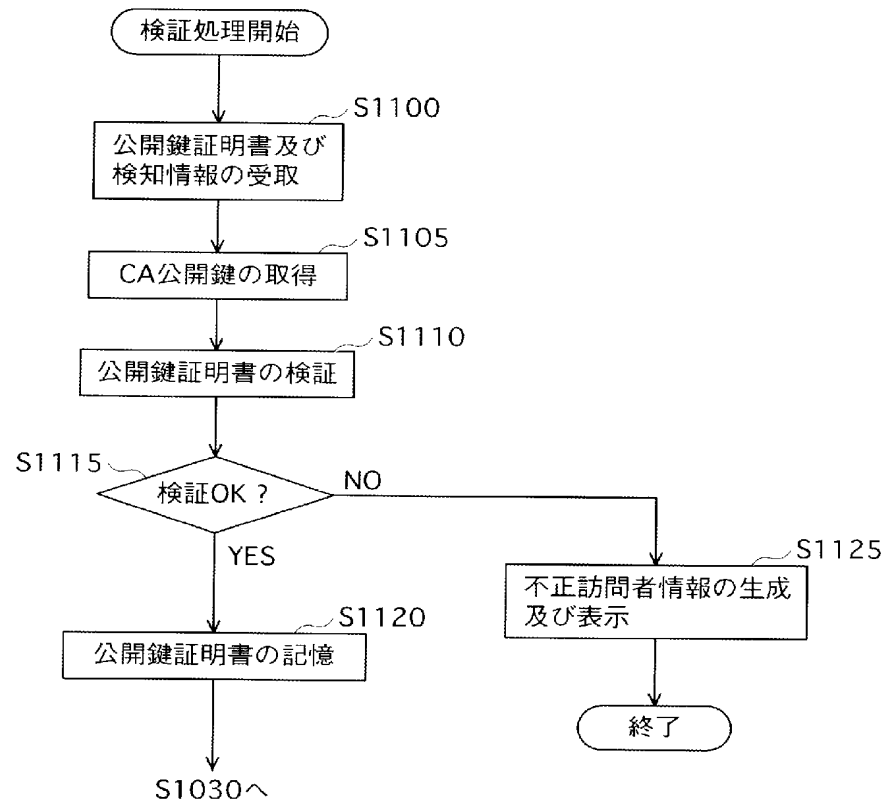 検証処理開始
S1100
公開鍵証明書及び
検知情報の受取
S1105
CA公開鍵の取得
S1110
公開鍵証明書の検証
S1115
検証OK？
NO
YES
S1125
不正訪問者情報の生成
及び表示
S1120
公開鍵証明書の記憶
終了
S1030へ